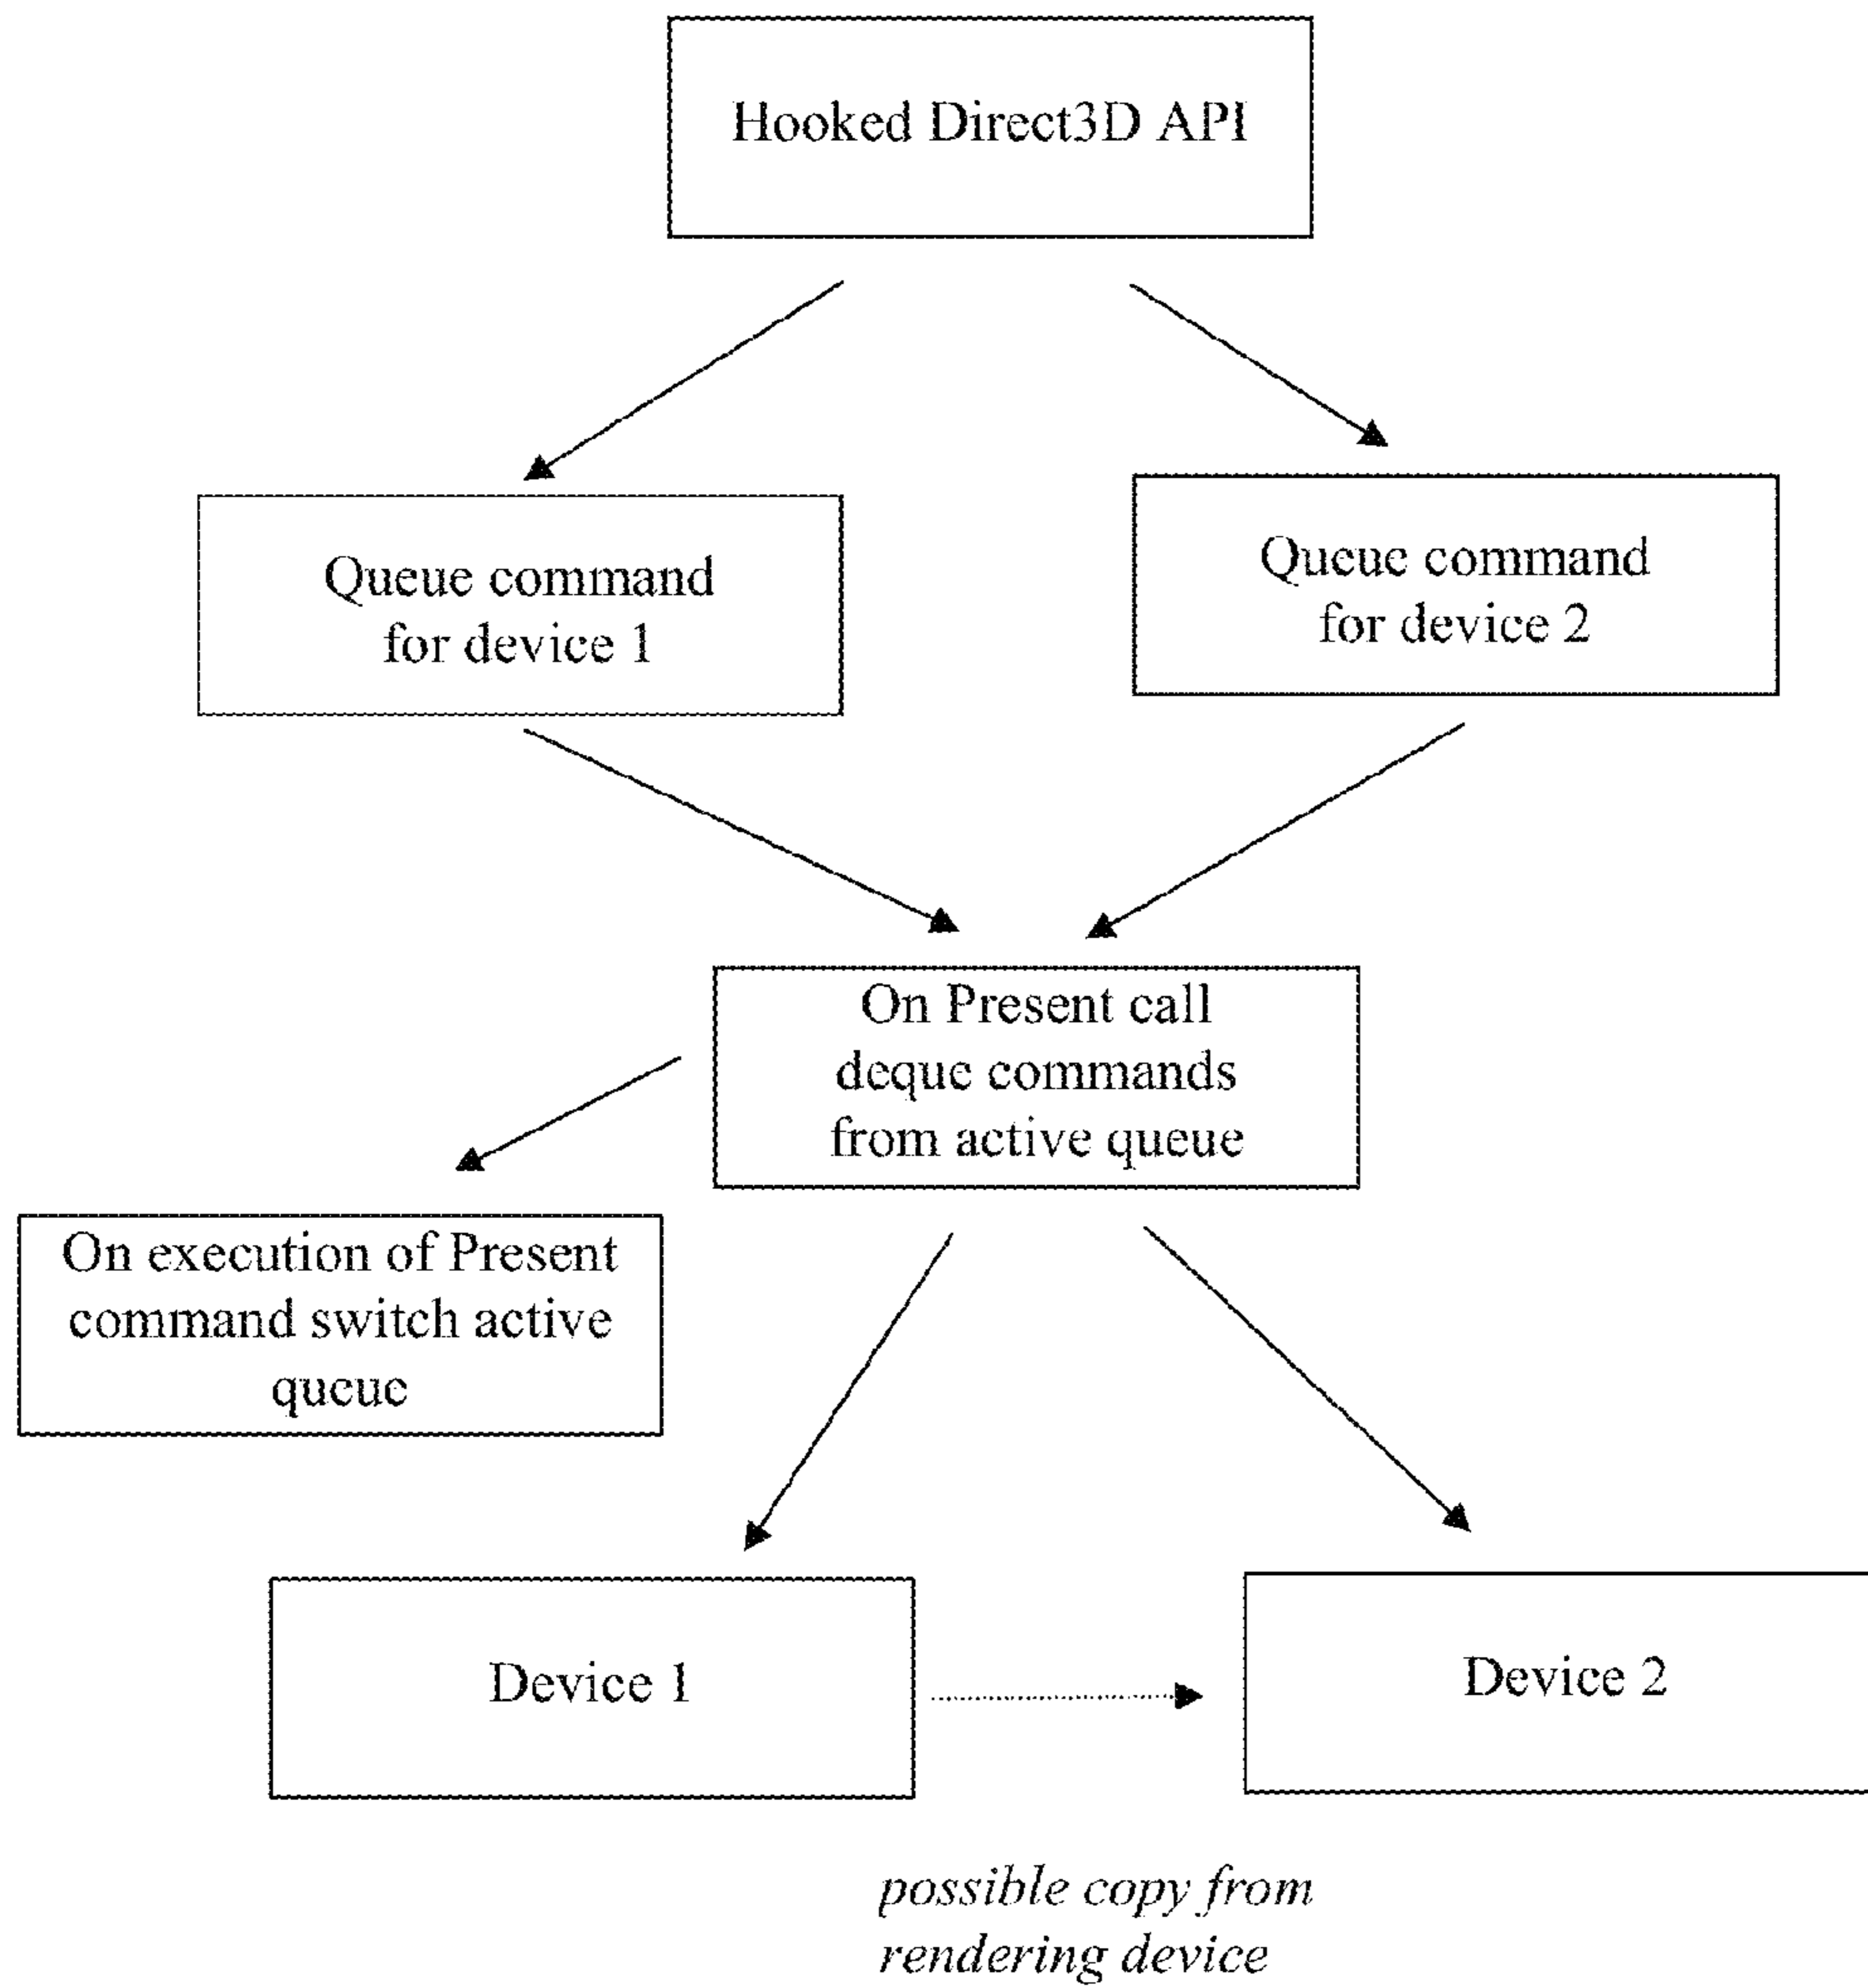 Hooked Direct3D API
Queue command
for device 1
Queue command
for device 2
On Present call
deque commands
from active queue
On execution of Present
command switch active
queue
Device 1
Device 2
possible copy from
rendering device